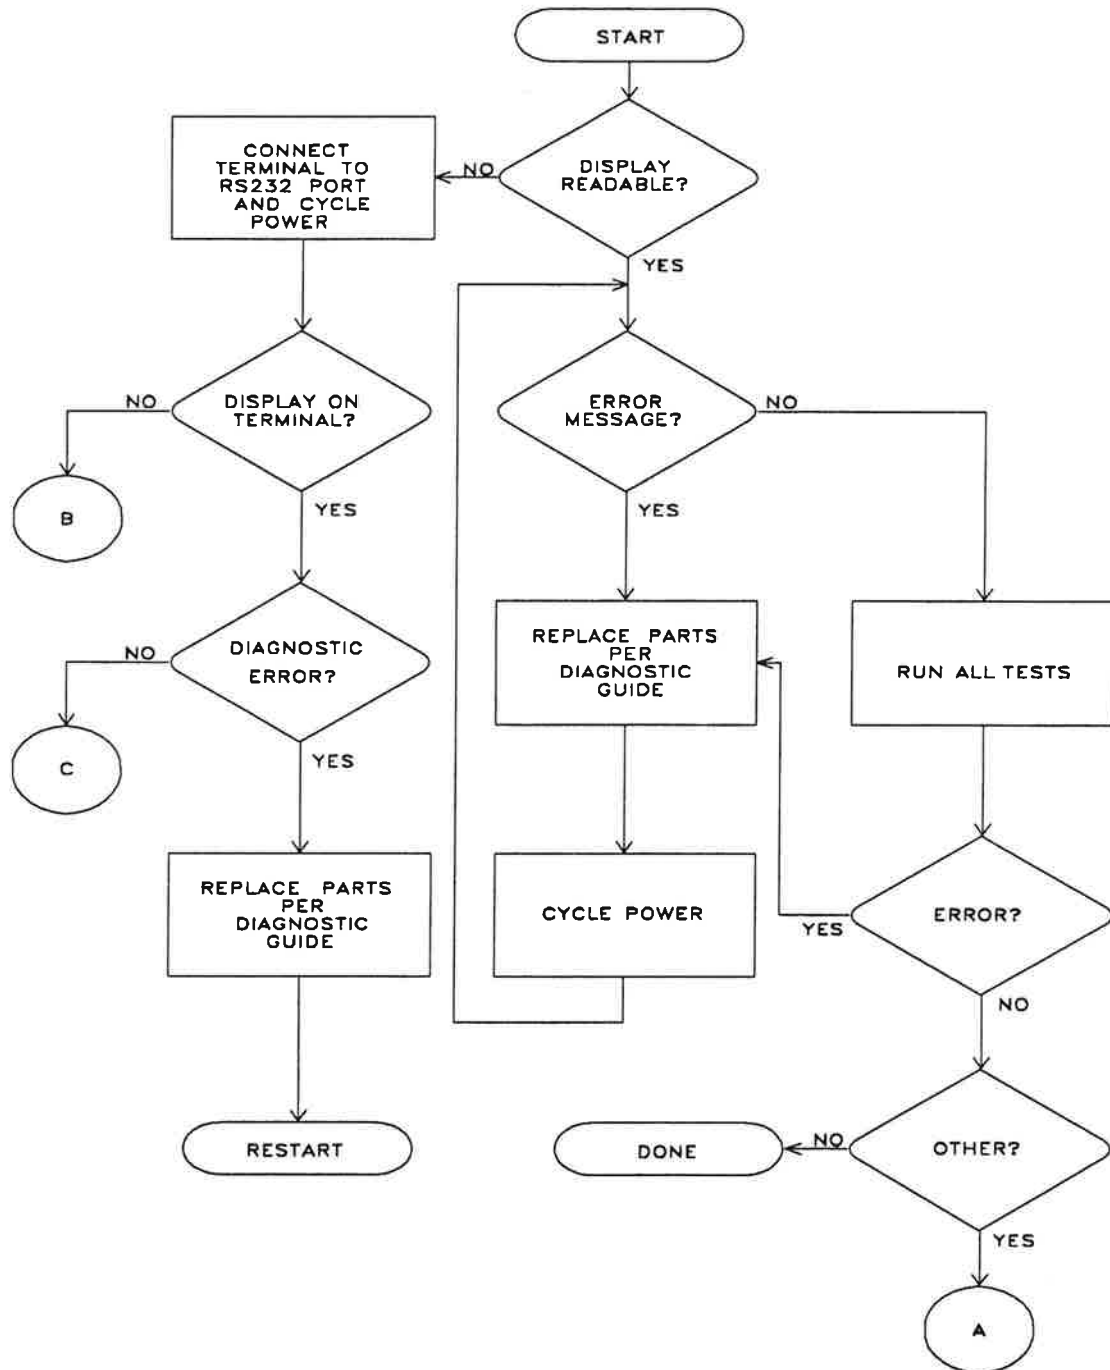 START
DISPLAY
READABLE?
NO
CONNECT
TERMINAL TO
RS232 PORT
AND CYCLE
POWER
YES
DISPLAY ON
TERMINAL?
NO
B
YES
ERROR
MESSAGE?
NO
YES
DIAGNOSTIC
ERROR?
NO
C
YES
REPLACE PARTS
PER
DIAGNOSTIC
GUIDE
RUN ALL TESTS
REPLACE PARTS
PER
DIAGNOSTIC
GUIDE
CYCLE POWER
ERROR?
YES
NO
RESTART
DONE
NO
OTHER?
YES
A